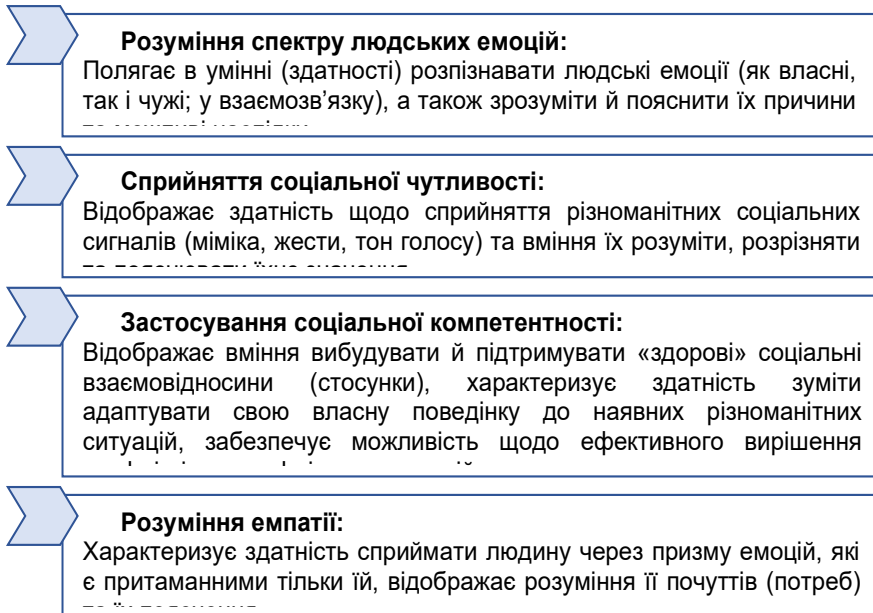 Розуміння спектру людських емоцій:
Полягає в умінні (здатності) розпізнавати людські емоції (як власні,
так і чужі; у взаємозв’язку), а також зрозуміти й пояснити їх причини
Сприйняття соціальної чутливості:
Відображає здатність щодо сприйняття різноманітних соціальних
сигналів (міміка, жести, тон голосу) та вміння їх розуміти, розрізняти
Застосування соціальної компетентності:
Відображає вміння вибудувати й підтримувати «здорові» соціальні
взаємовідносини (стосунки), характеризує здатність зуміти
адаптувати свою власну поведінку до наявних різноманітних
ситуацій, забезпечує можливість щодо ефективного вирішення
Розуміння емпатії:
Характеризує здатність сприймати людину через призму емоцій, які
є притаманними тільки їй, відображає розуміння її почуттів (потреб)